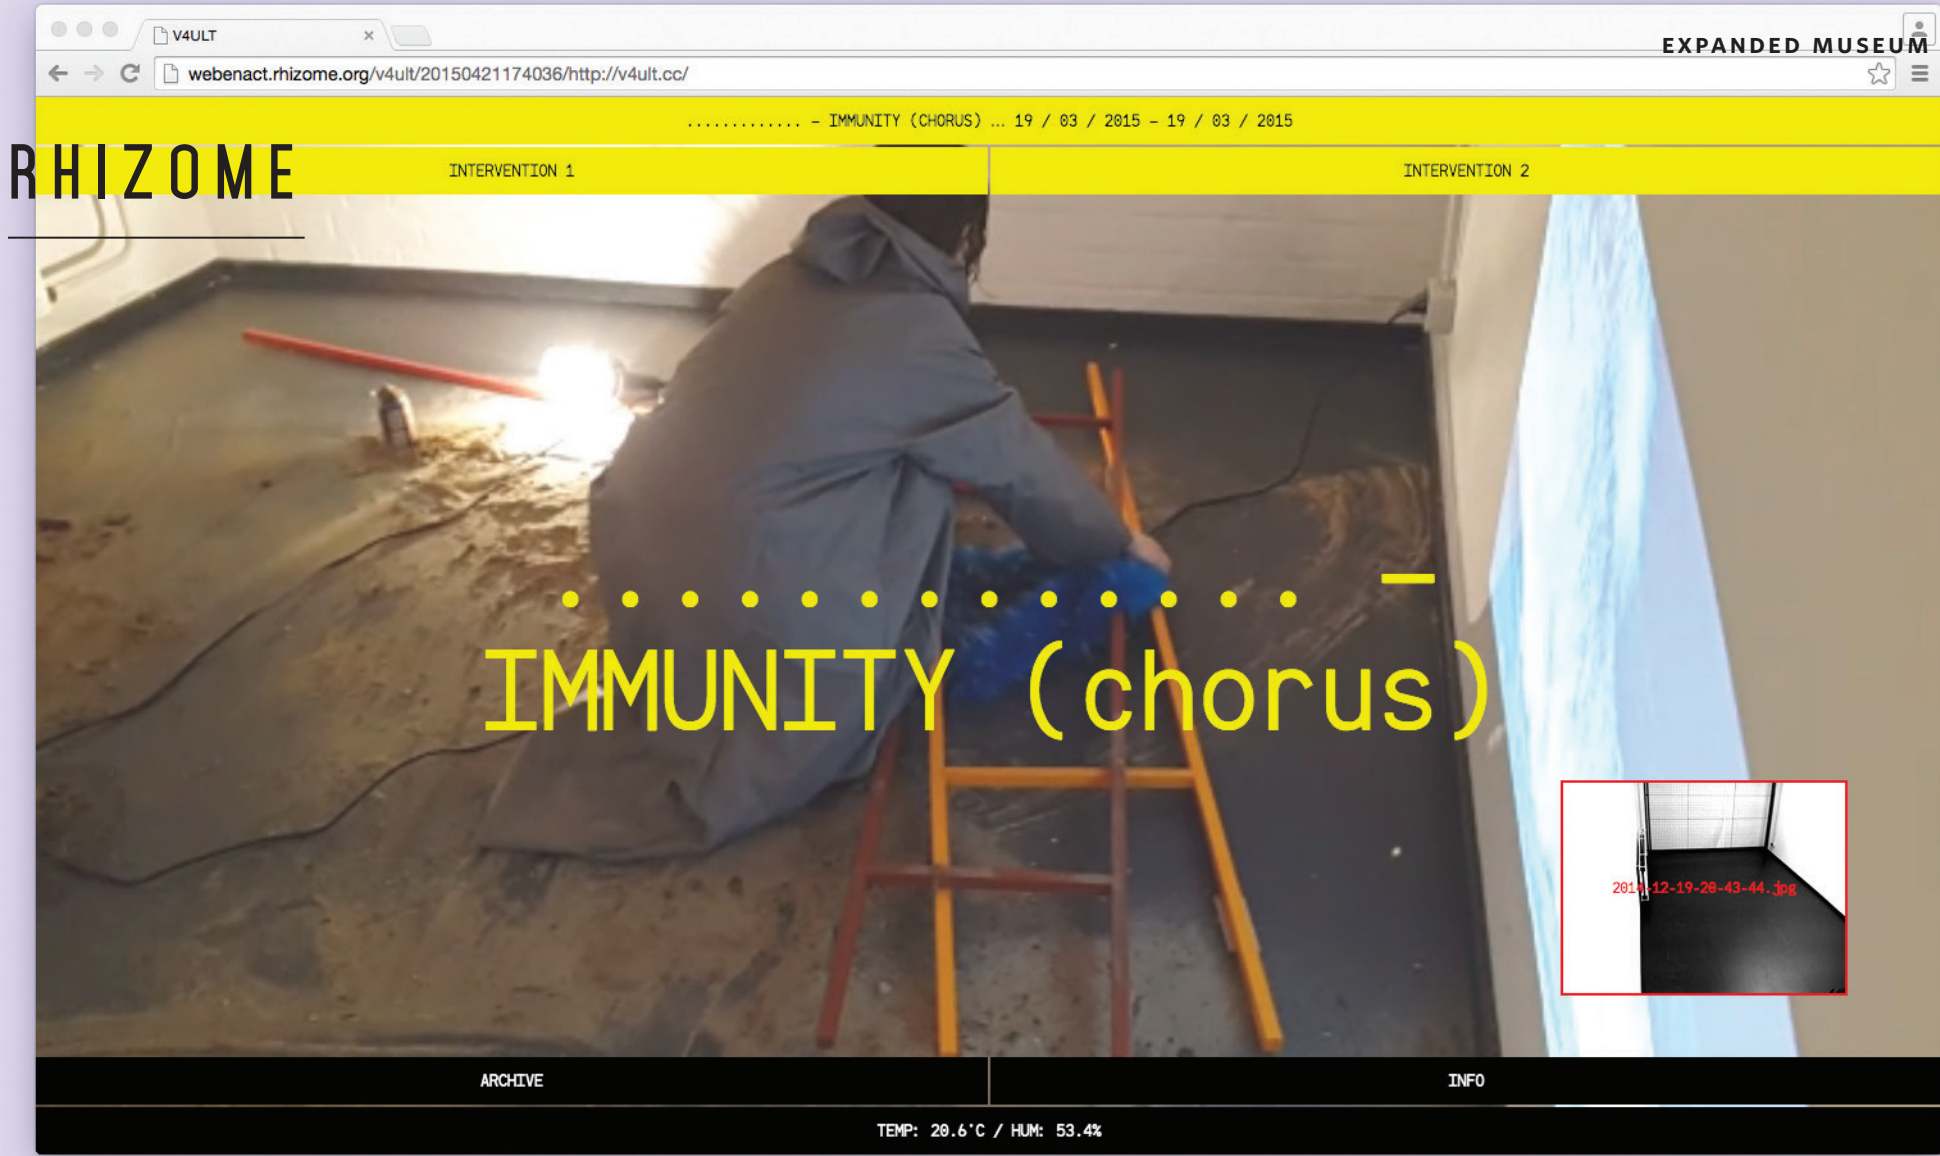 V4ULT
EXPANDED MUSEUM
webenact.rhizome.org/v4ult/20150421174036/http://v4ult.cc/
............. – IMMUNITY (CHORUS) ... 19 / 03 / 2015 – 19 / 03 / 2015
RHIZOME
INTERVENTION 1
INTERVENTION 2
............. –
IMMUNITY (chorus)
2014-12-19-20-43-44.jpg
ARCHIVE
INFO
TEMP: 20.6°C / HUM: 53.4%